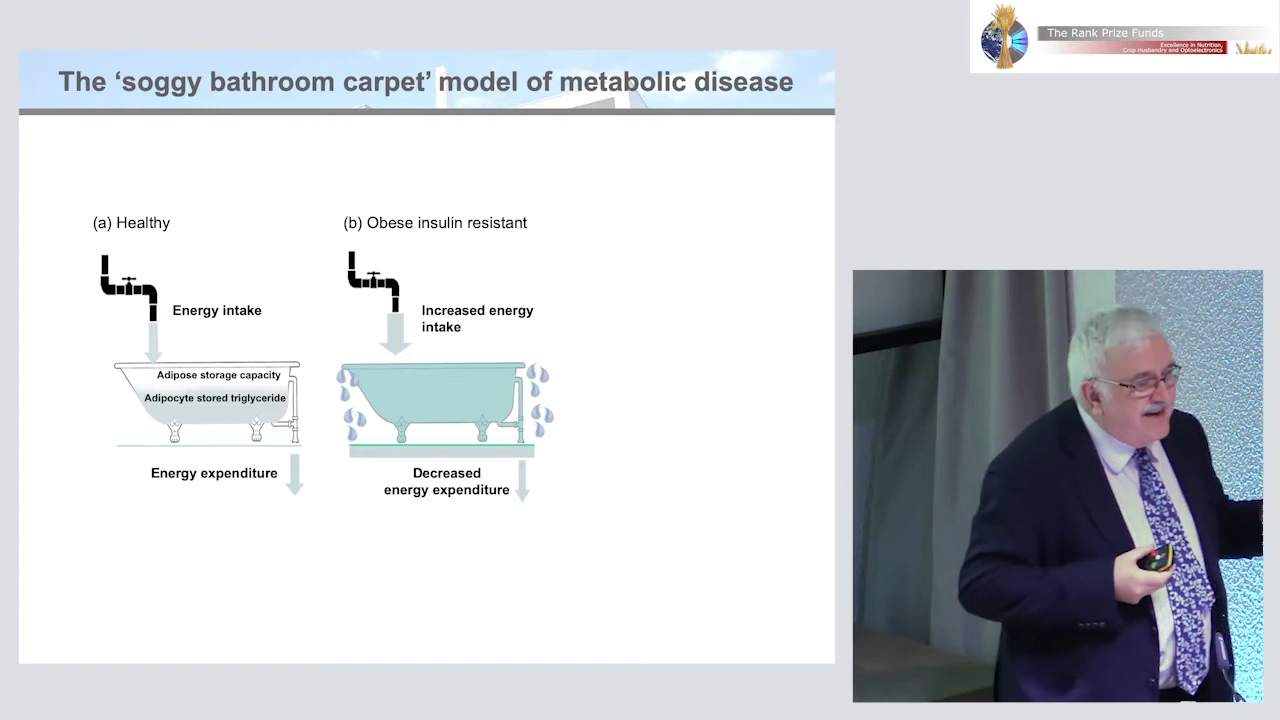 The Rank Prize Funds
Excellence in Nutrition,
Crop Husbandry and Optoelectronics
The ‘soggy bathroom carpet’ model of metabolic disease
(a) Healthy
(b) Obese insulin resistant
Energy intake
Increased energy
intake
Adipose storage capacity
Adipocyte stored triglyceride
Energy expenditure
Decreased
energy expenditure